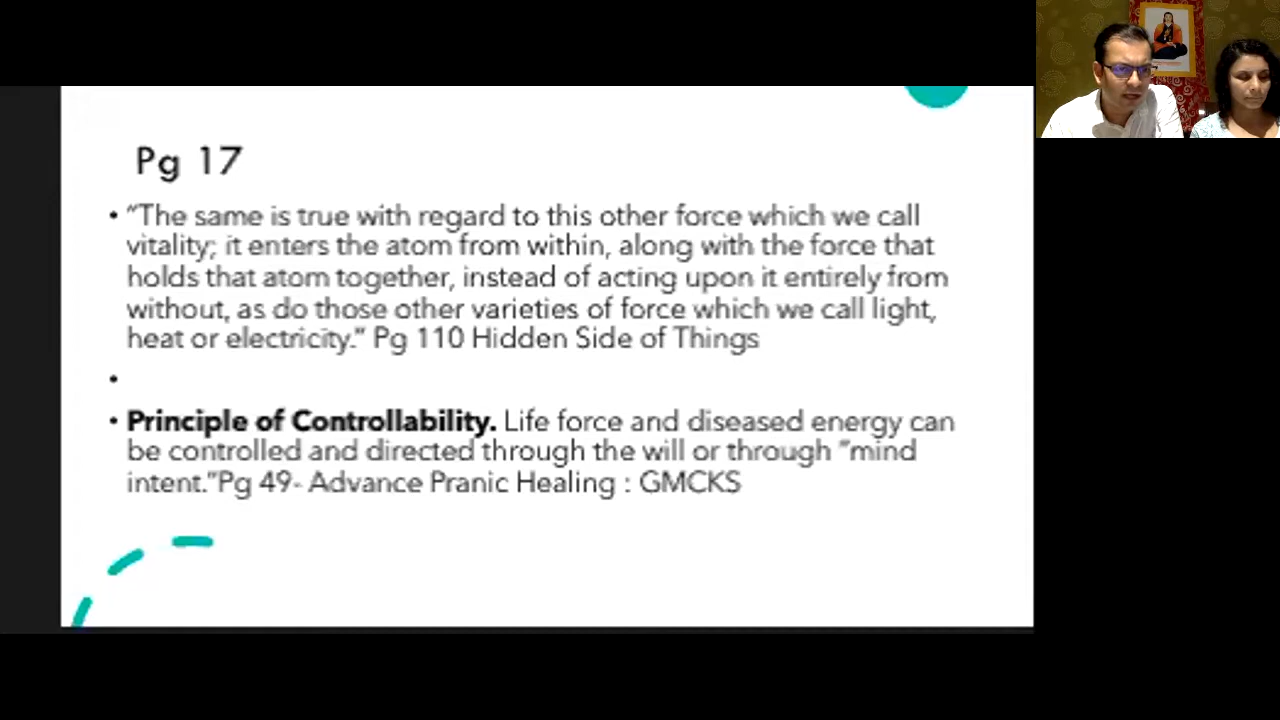 Pg 17
• “The same is true with regard to this other force which we call
vitality; it enters the atom from within, along with the force that
holds that atom together, instead of acting upon it entirely from
without, as do those other varieties of force which we call light,
heat or electricity.” Pg 110 Hidden Side of Things
•
• Principle of Controllability. Life force and diseased energy can
be controlled and directed through the will or through ”mind
intent.”Pg 49- Advance Pranic Healing : GMCKS